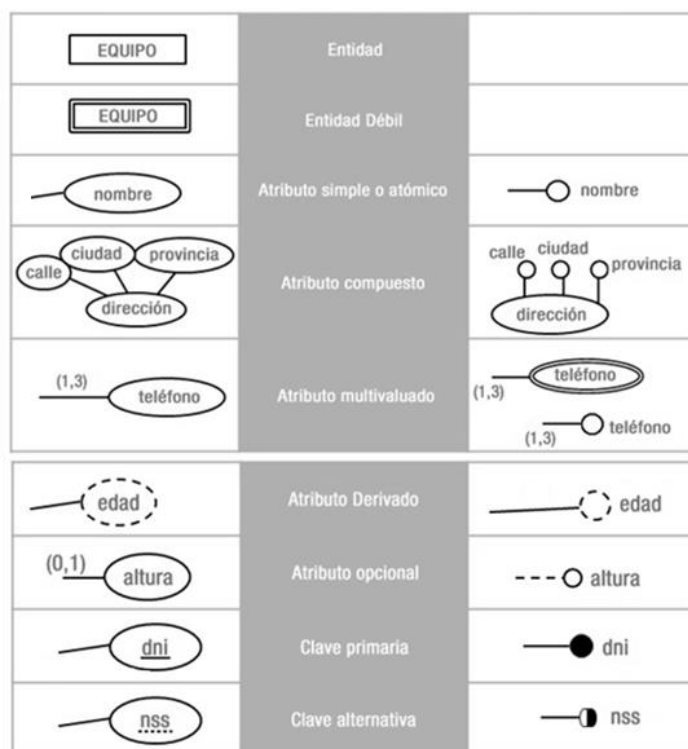 EQUIPO Entidad
EQUIPO Entidad Débil
nombre Atributo simple o atómico nombre
ciudad provincia
calle
dirección
Atributo compuesto
calle ciudad provincia
dirección
(1,3) teléfono
Atributo multivaluado
teléfono
(1,3)
teléfono
(1,3)
edad Atributo Derivado edad
(0,1) altura Atributo opcional altura
dni Clave primaria dni
nss Clave alternativa nss